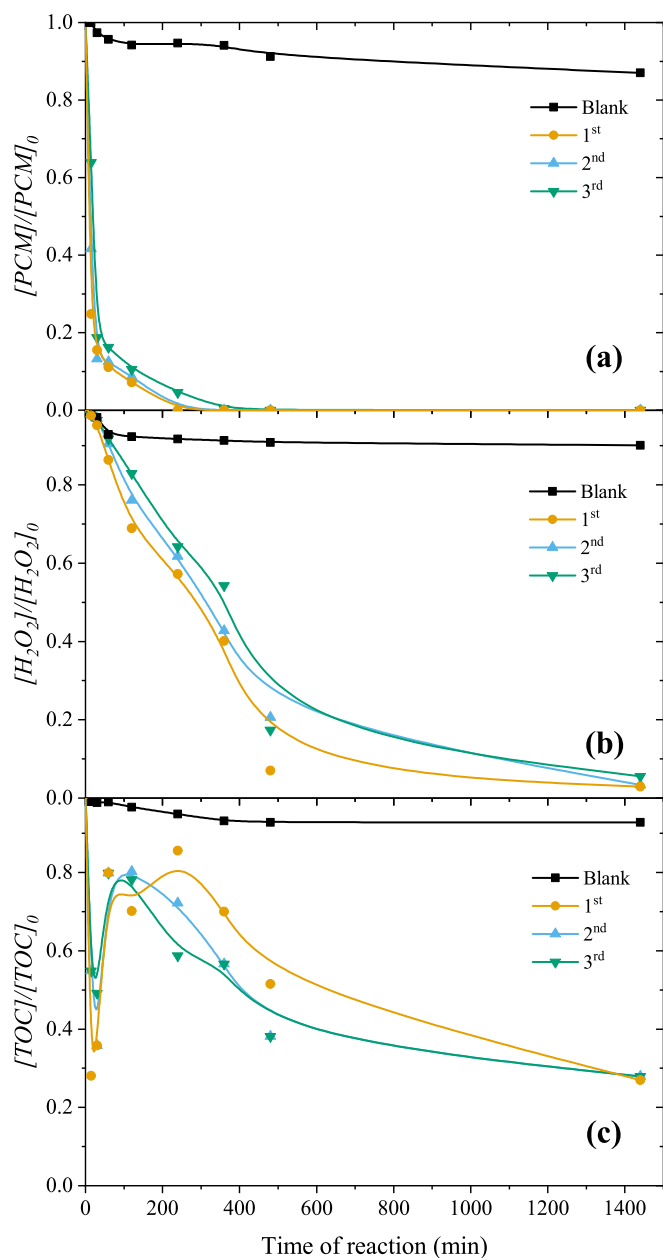 1.0
0.8
0.6
0.4
0.2
0.0
[PCM]/[PCM]0
Blank
1st
2nd
3rd
(a)
0.8
0.6
0.4
0.2
0.0
[H2O2]/[H2O2]0
Blank
1st
2nd
3rd
(b)
0.8
0.6
0.4
0.2
0.0
[TOC]/[TOC]0
Blank
1st
2nd
3rd
(c)
0 200 400 600 800 1000 1200 1400
Time of reaction (min)